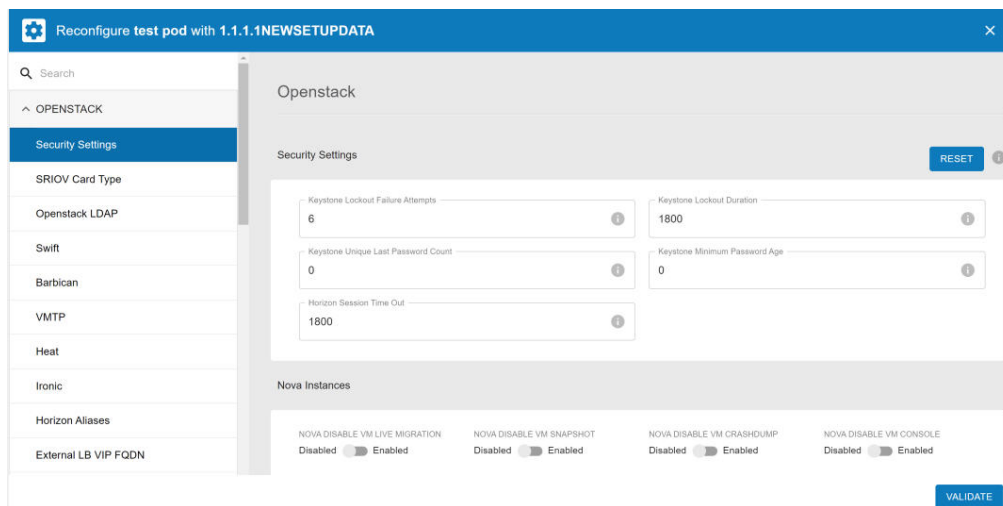 Reconfigure test pod with 1.1.1.1NEWSETUPDATA
Search
OPENSTACK
Security Settings
SRIOV Card Type
Openstack LDAP
Swift
Barbican
VMTP
Heat
Ironic
Horizon Aliases
External LB VIP FQDN
Openstack
Security Settings
RESET
Keystone Lockout Failure Attempts
6
Keystone Lockout Duration
1800
Keystone Unique Last Password Count
0
Keystone Minimum Password Age
0
Horizon Session Time Out
1800
Nova Instances
NOVA DISABLE VM LIVE MIGRATION
Disabled Enabled
NOVA DISABLE VM SNAPSHOT
Disabled Enabled
NOVA DISABLE VM CRASHDUMP
Disabled Enabled
NOVA DISABLE VM CONSOLE
Disabled Enabled
VALIDATE